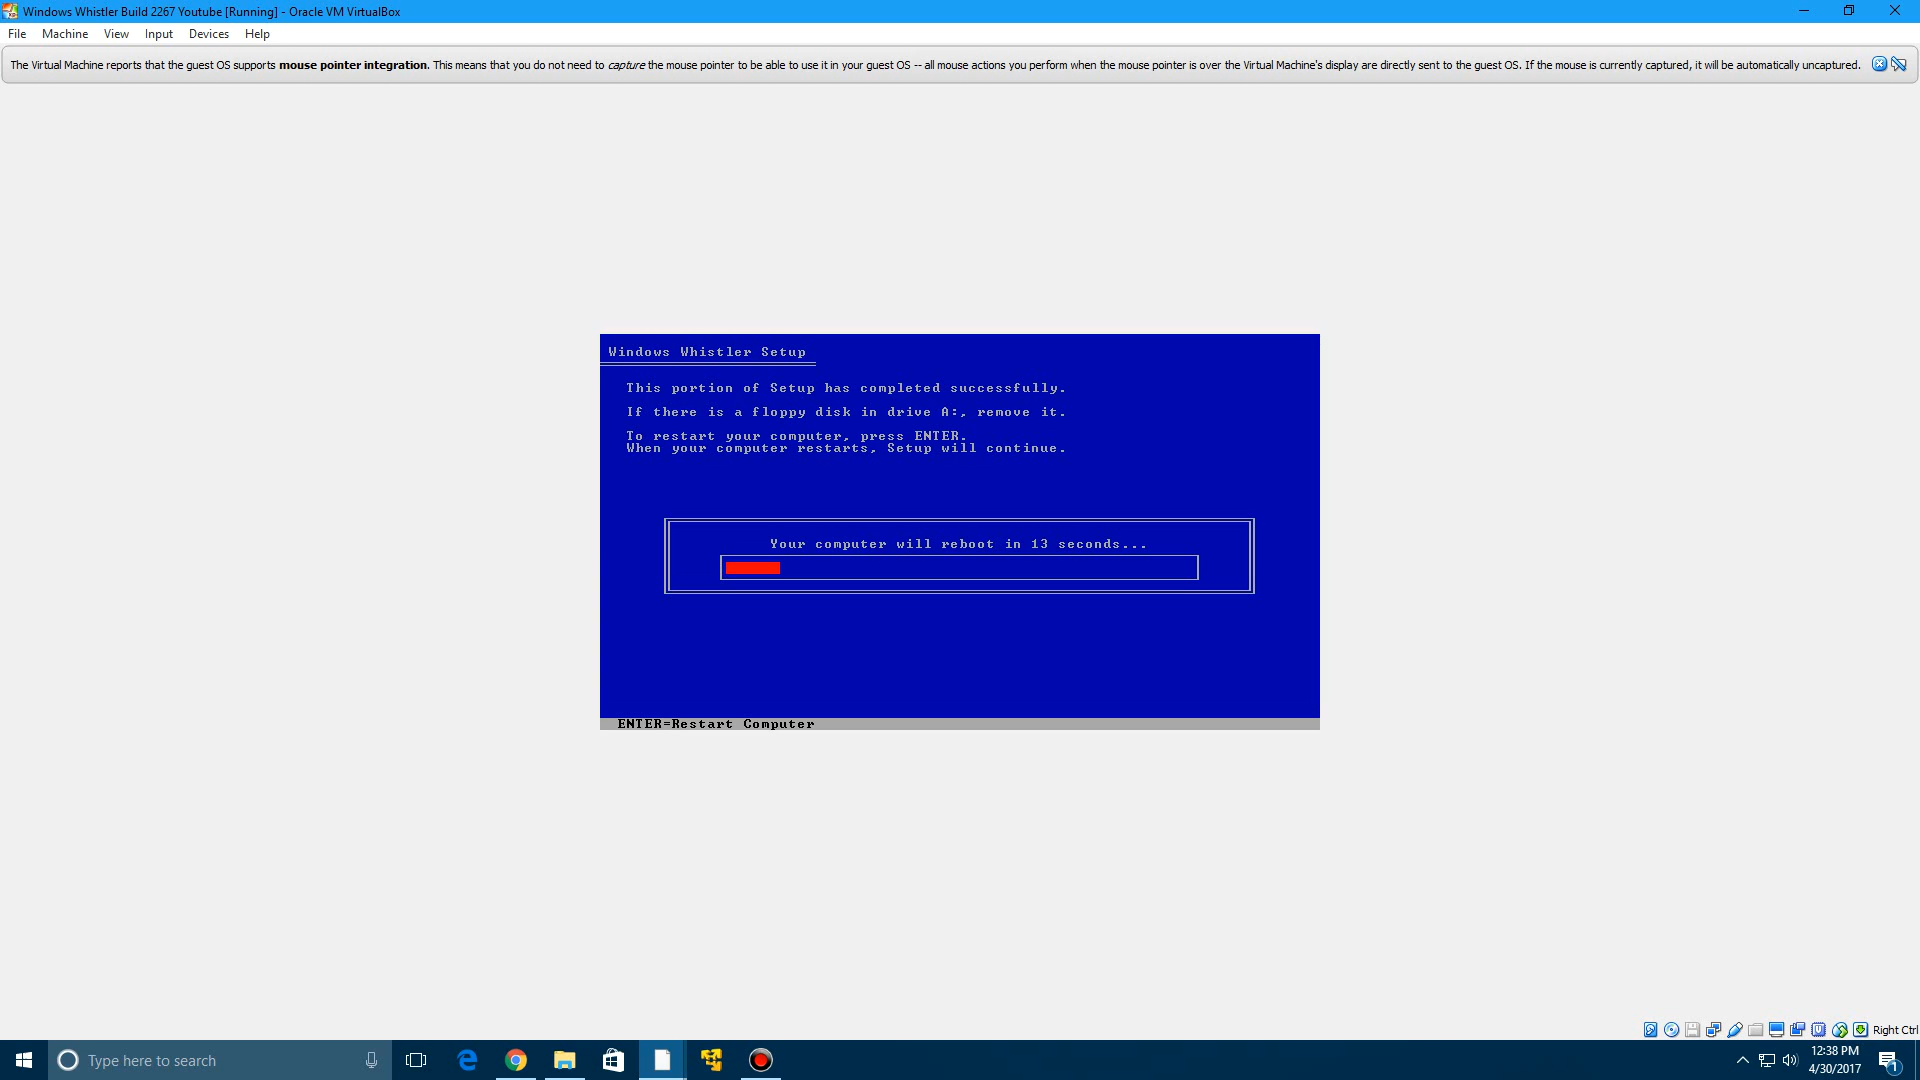 Windows Whistler Build 2267 Youtube [Running] - Oracle VM VirtualBox
File Machine View Input Devices Help
The Virtual Machine reports that the guest OS supports mouse pointer integration. This means that you do not need to capture the mouse pointer to be able to use it in your guest OS -- all mouse actions you perform when the mouse pointer is over the Virtual Machine's display are directly sent to the guest OS. If the mouse is currently captured, it will be automatically uncaptured.
Windows Whistler Setup
This portion of Setup has completed successfully.
If there is a floppy disk in drive A:, remove it.
To restart your computer, press ENTER.
When your computer restarts, Setup will continue.
Your computer will reboot in 13 seconds...
ENTER=Restart Computer
Right Ctrl
Type here to search
12:38 PM
4/30/2017
1